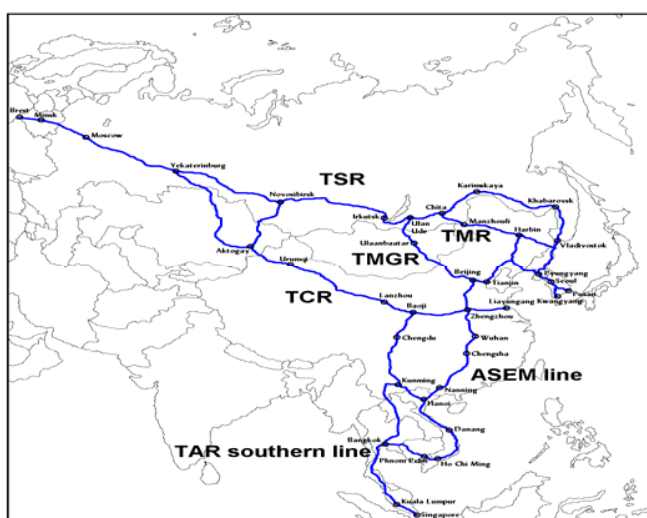 Brest
Minsk
Moscow
Yekaterinburg
Novosibirsk
TSR
Irkutsk
Ulan
Ude
Chita
Karimskaya
Khabarovsk
Manzhouli
Harbin
Ulaanbaatar
TMR
Vladivostok
Aktogay
Urumqi
TMGR
Beijing
Tianjin
Pyongyang
Seoul
Pusan
Kwangyang
TCR
Lanzhou
Baoji
Lianyungang
Zhengzhou
Chengdu
Wuhan
Chengsha
ASEM line
Kunming
Nanning
Hanoi
Danang
TAR southern line
Bangkok
Phnom Penh
Ho Chi Ming
Kuala Lumpur
Singapore